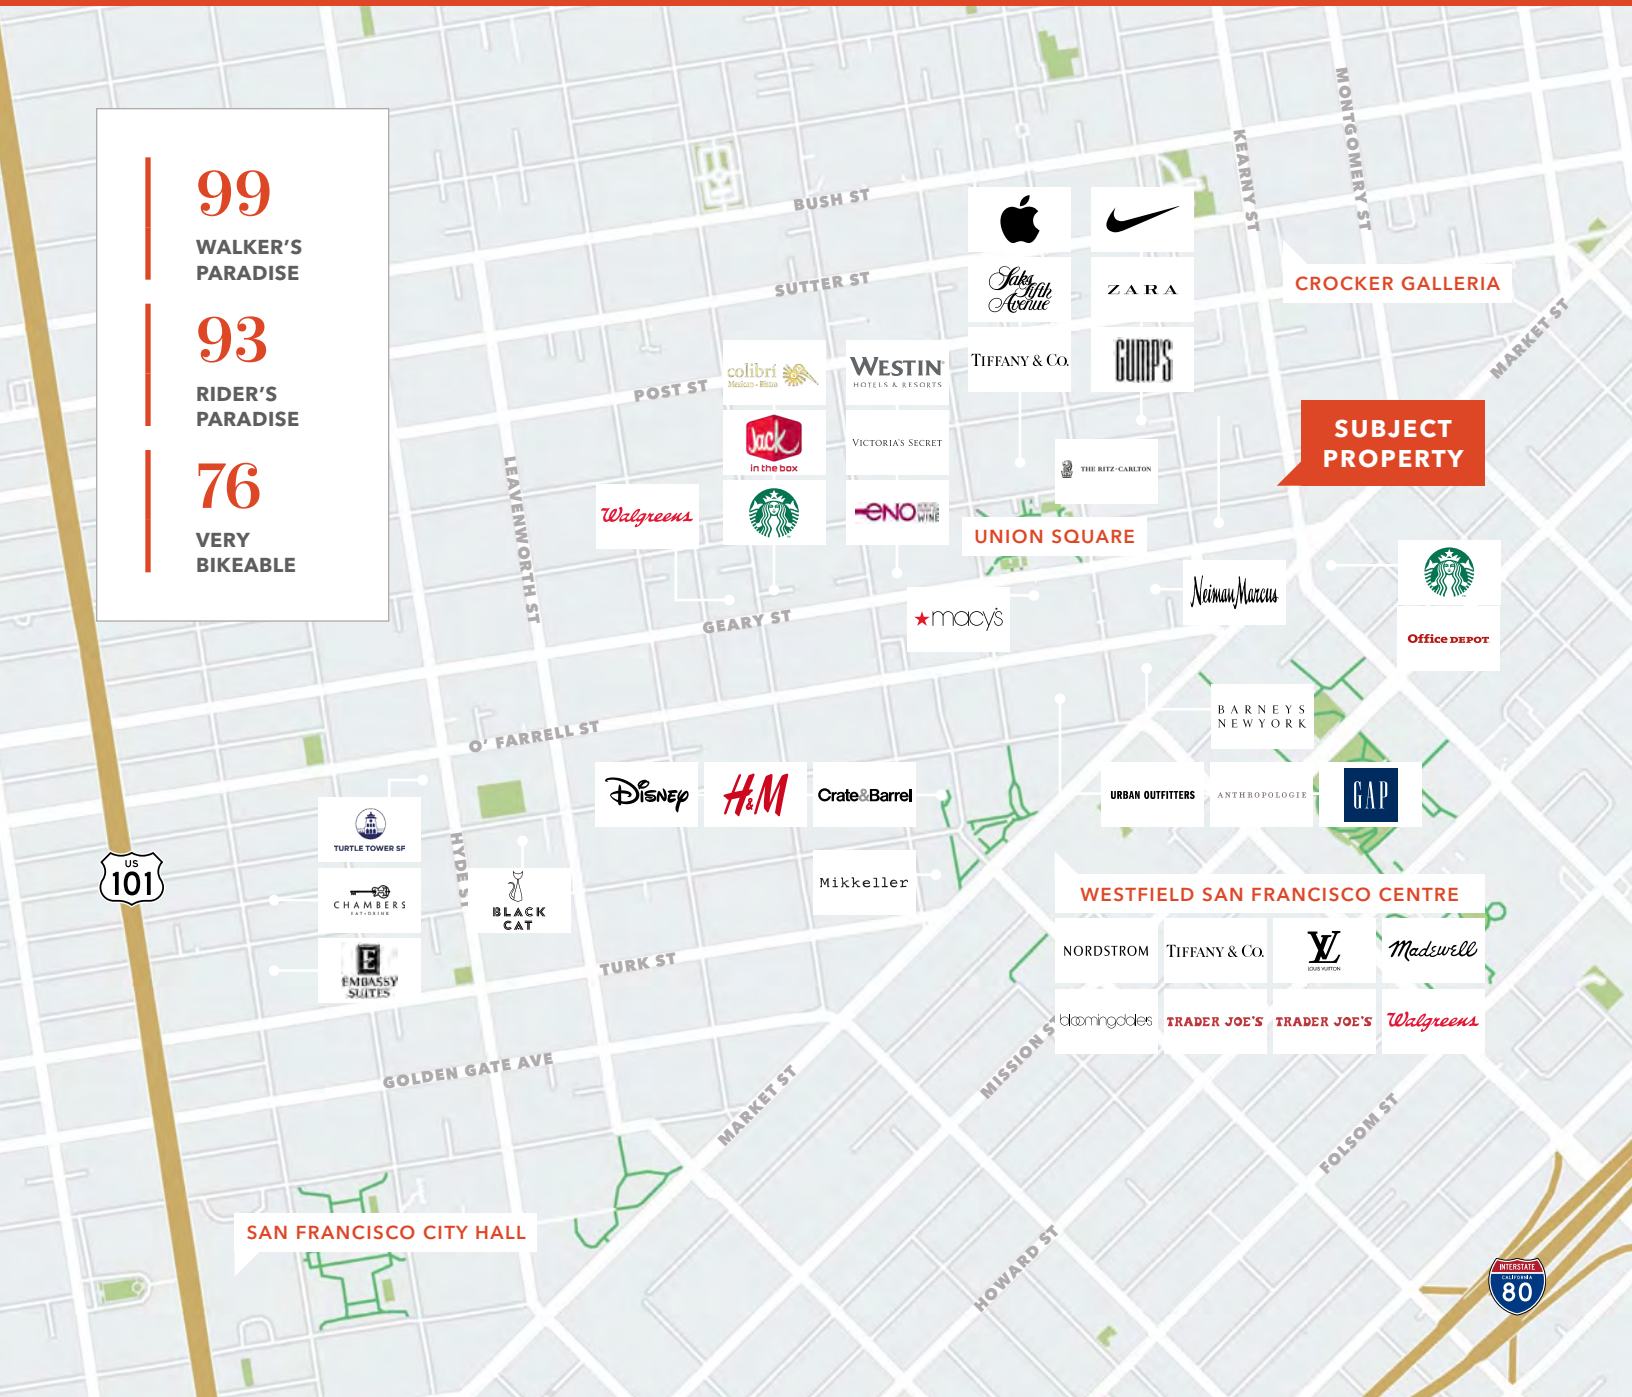 99
WALKER'S
PARADISE
93
RIDER'S
PARADISE
76
VERY
BIKEABLE
MONTGOMERY ST
KEARNY ST
BUSH ST
SUTTER ST
POST ST
MARKET ST
CROCKER GALLERIA
Saks
Fifth
Avenue
ZARA
TIFFANY & CO.
GUMP'S
colibrí
Mexican - Bistro
WESTIN
HOTELS & RESORTS
Jack
in the box
VICTORIA'S SECRET
THE RITZ-CARLTON
SUBJECT
PROPERTY
Walgreens
eNO
WINE
UNION SQUARE
LEAVENWORTH ST
GEARY ST
macy's
Neiman Marcus
Office DEPOT
BARNEYS
NEWYORK
O' FARRELL ST
Disney
H&M
Crate&Barrel
URBAN OUTFITTERS
ANTHROPOLOGIE
GAP
TURTLE TOWER SF
HYDE ST
US
101
CHAMBERS
EAT+DRINK
BLACK
CAT
Mikkeller
WESTFIELD SAN FRANCISCO CENTRE
NORDSTROM
TIFFANY & CO.
LV
LOUIS VUITTON
Madewell
E
EMBASSY
SUITES
TURK ST
bloomingdale's
TRADER JOE'S
TRADER JOE'S
Walgreens
GOLDEN GATE AVE
MARKET ST
MISSION S
FOLSOM ST
SAN FRANCISCO CITY HALL
HOWARD ST
INTERSTATE
CALIFORNIA
80